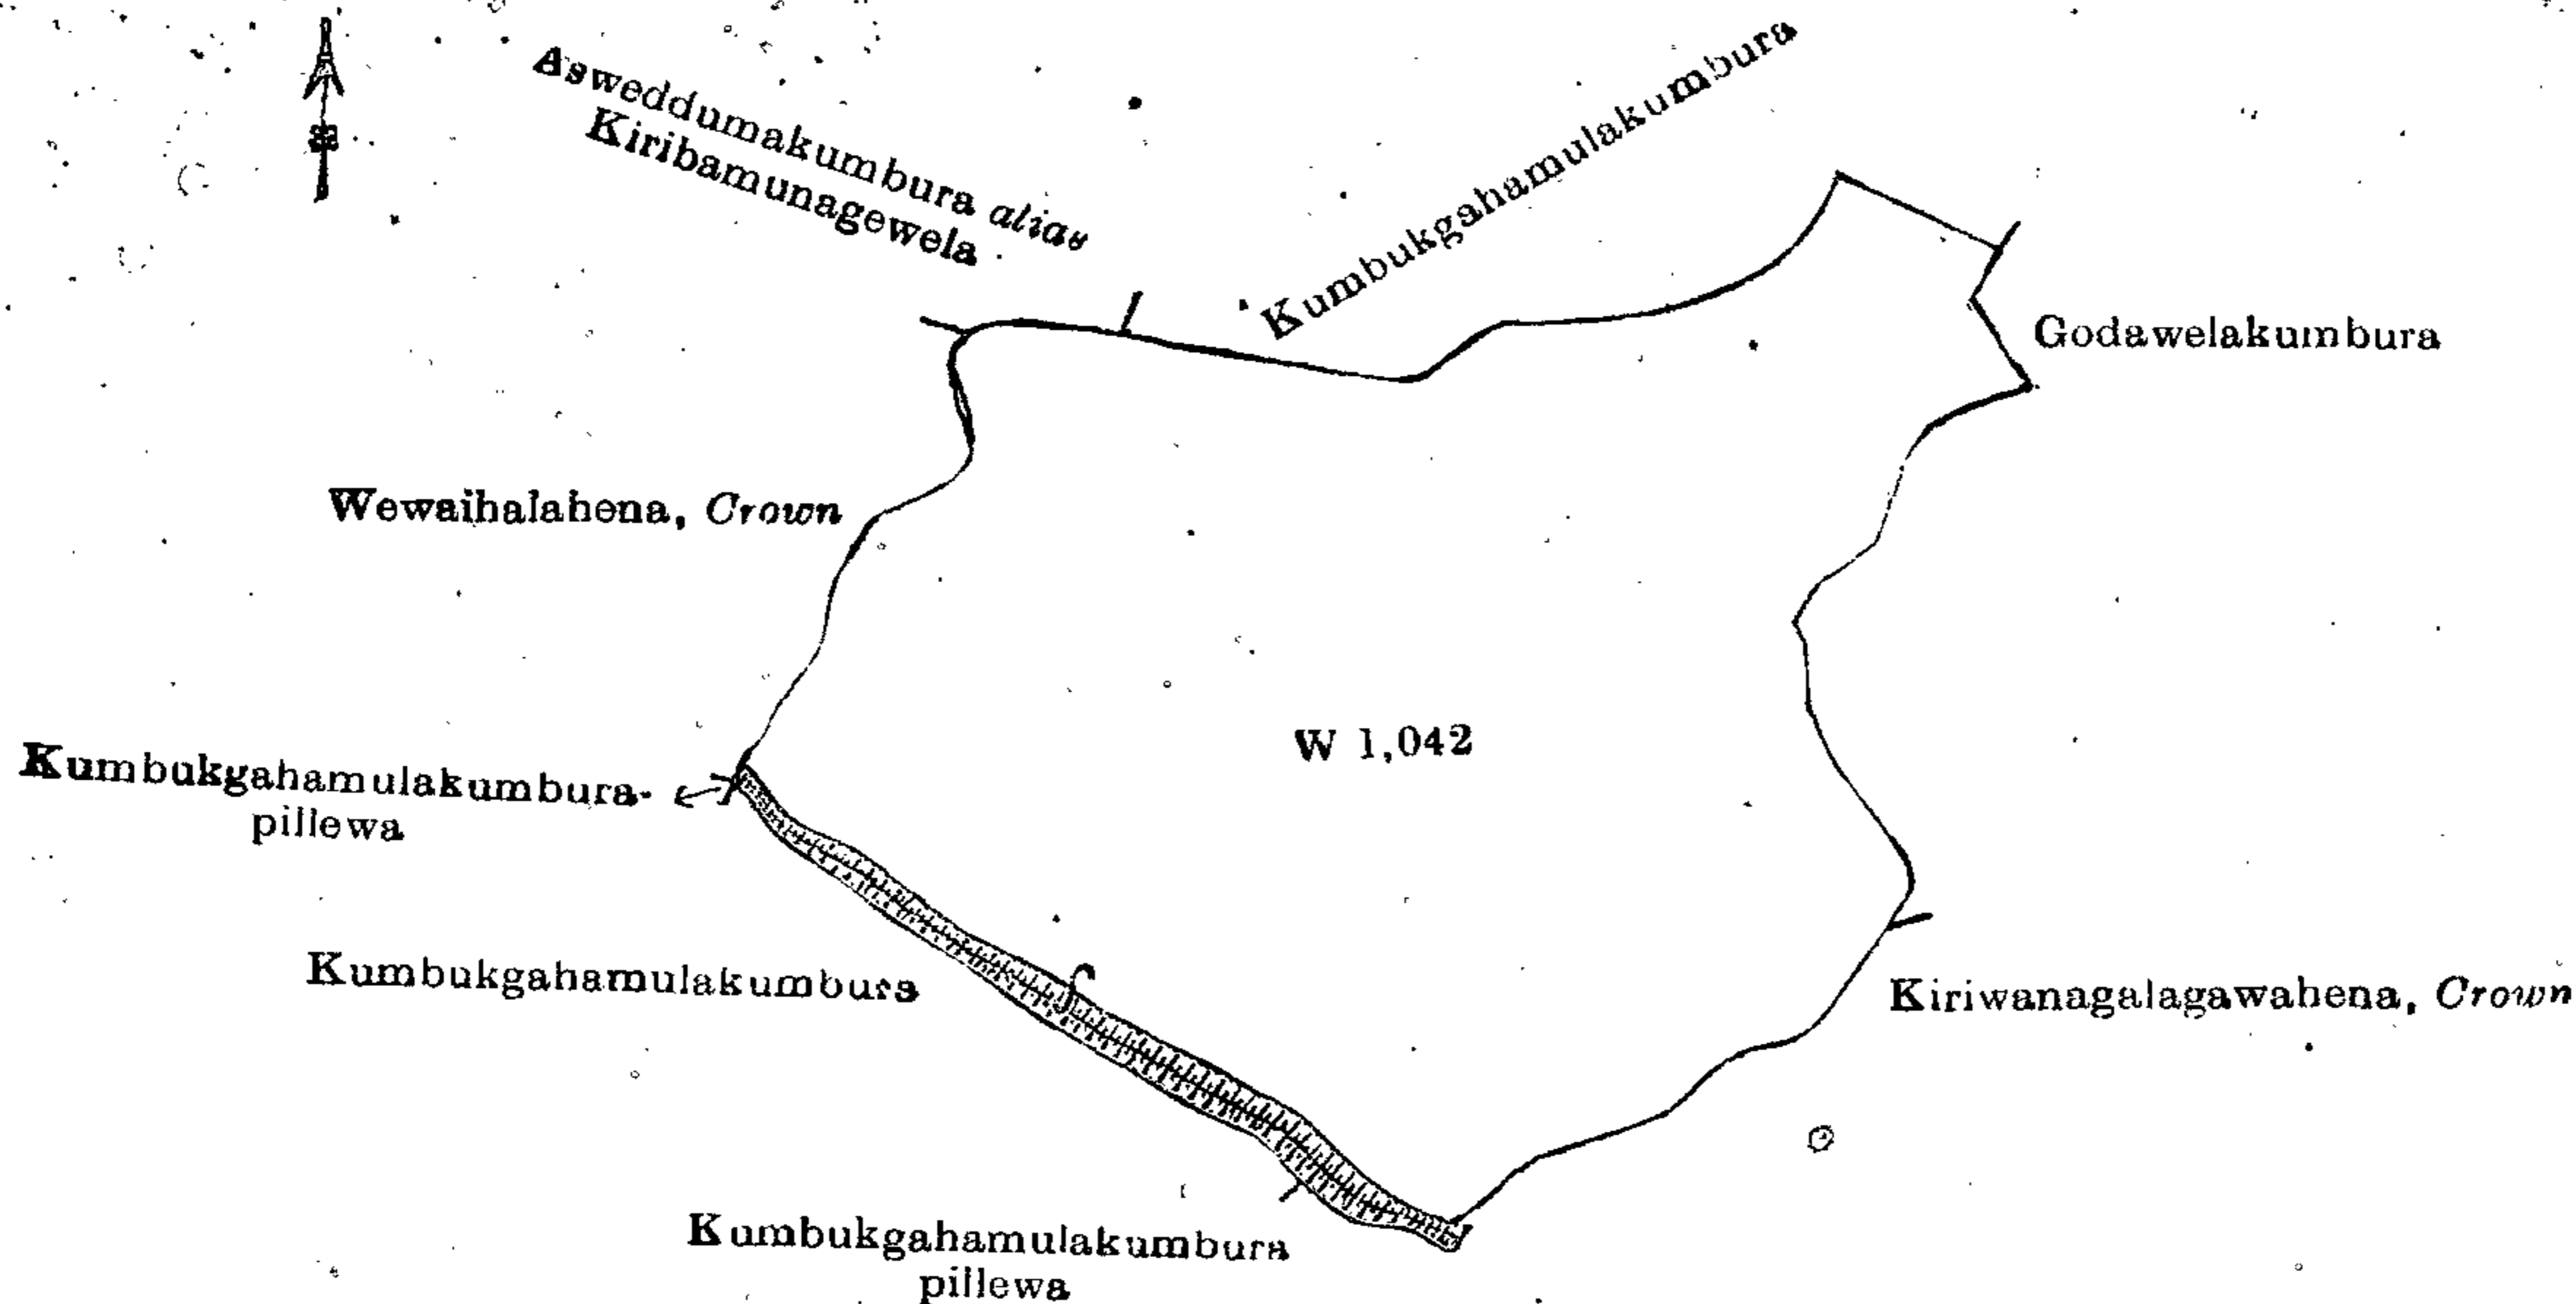 Asweddumakumbura alias
Kiribamunagewela
Kumbukgahamulakumbura
Godawelakumbura
Wewaihalahena, Crown
W 1,042
Kumbukgahamulakumbura-
pillewa
Kumbukgahamulakumbura
Kiriwanagalagawahena, Crown
Kumbukgahamulakumbura
pillewa